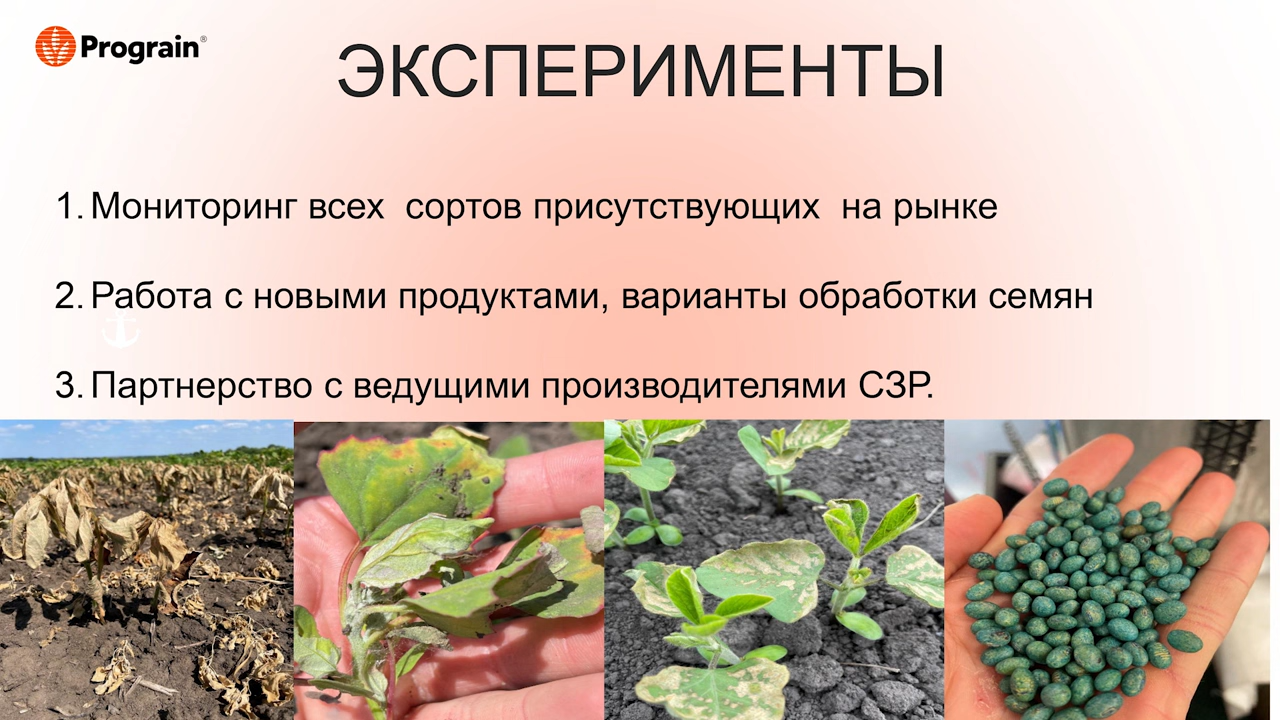 Prograin®
ЭКСПЕРИМЕНТЫ
1. Мониторинг всех сортов присутствующих на рынке
2. Работа с новыми продуктами, варианты обработки семян
3. Партнерство с ведущими производителями СЗР.